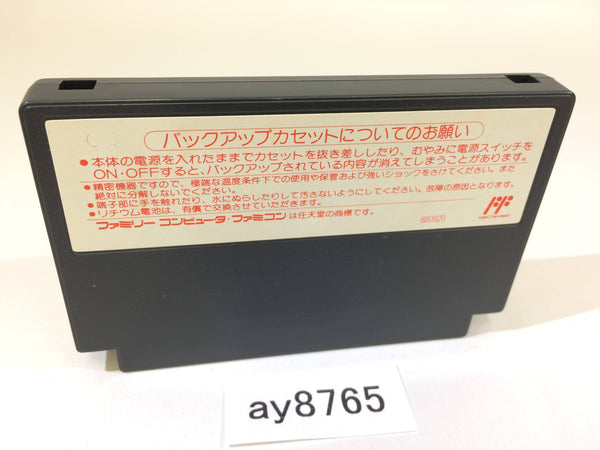 バックアップカセットについてのお願い
●本体の電源を入れたままでカセットを抜き差ししたり、むやみに電源スイッチを
ON・OFFすると、バックアップされている内容が消えてしまうことがあります。
●精密機器ですので、極端な温度条件下での使用や保管および強いショックをさけてください。また
絶対に分解しないでください。
●端子部に手を触れたり、水にぬらしたりして汚さないようにしてください。故障の原因となります。
●リチウム電池は、有償で交換させていただきます。
ファミリー コンピュータ・ファミコンは任天堂の商標です。
880920
ay8765